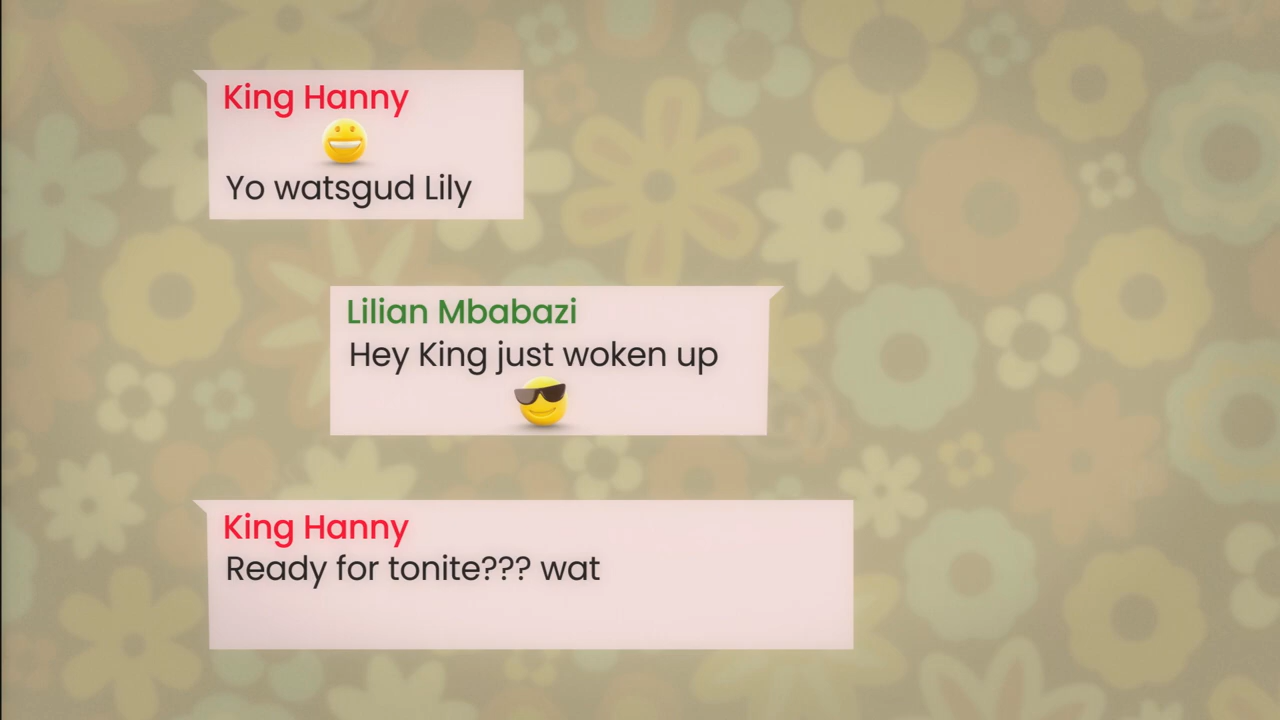 King Hanny
😀
Yo watsgud Lily
Lilian Mbabazi
Hey King just woken up
😎
King Hanny
Ready for tonite??? wat